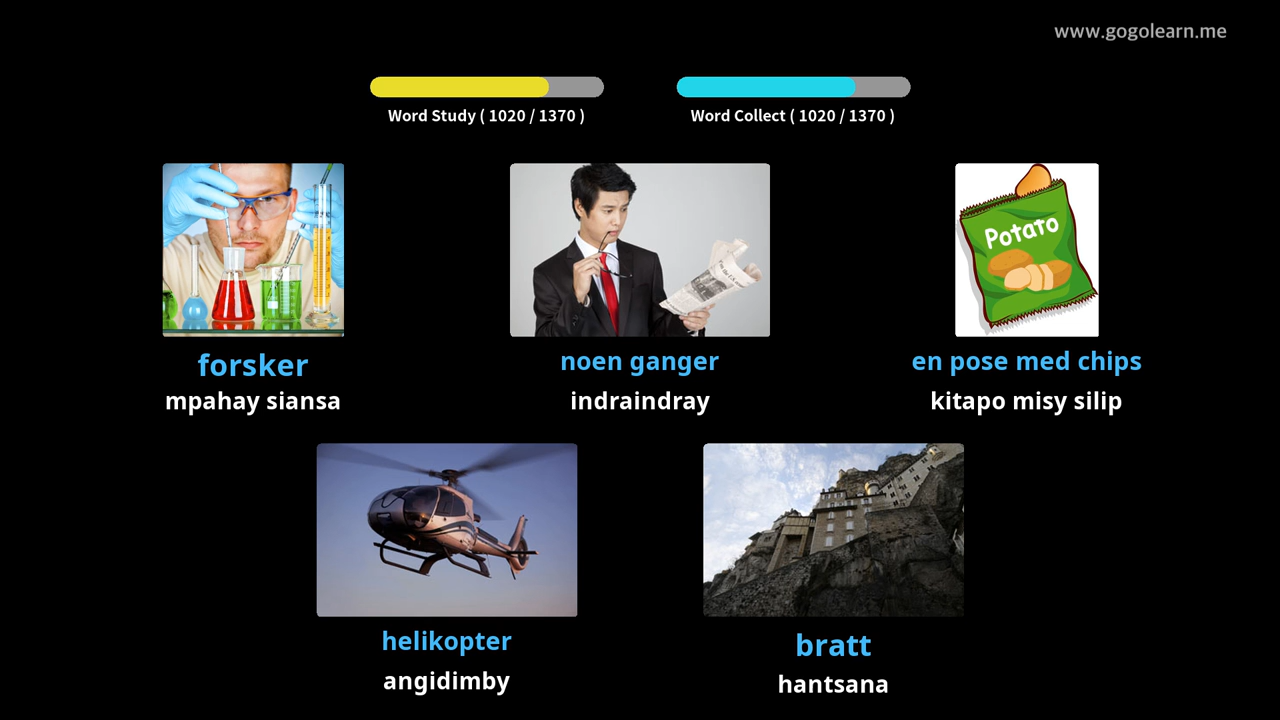 www.gogolearn.me
Word Study ( 1020 / 1370 )
Word Collect ( 1020 / 1370 )
Potato
forsker
mpahay siansa
noen ganger
indraindray
en pose med chips
kitapo misy silip
helikopter
angidimby
bratt
hantsana